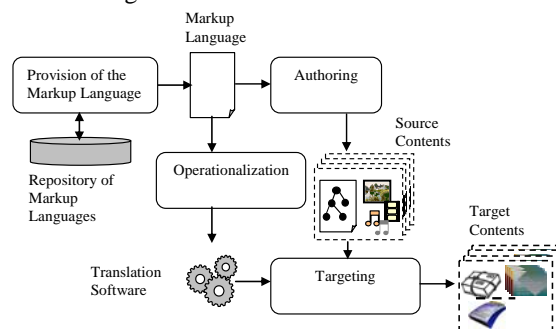 Markup
Language
Provision of the
Markup Language
Authoring
Source
Contents
Operationalization
Repository of
Markup
Languages
Target
Contents
Translation
Software
Targeting